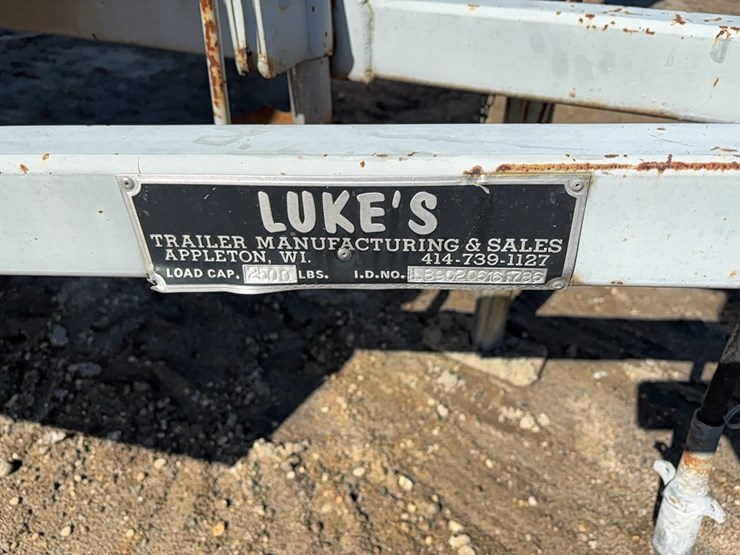 LUKE'S
TRAILER MANUFACTURING & SALES
APPLETON, WI. 414-739-1127
LOAD CAP. 2500 LBS. I.D.NO.